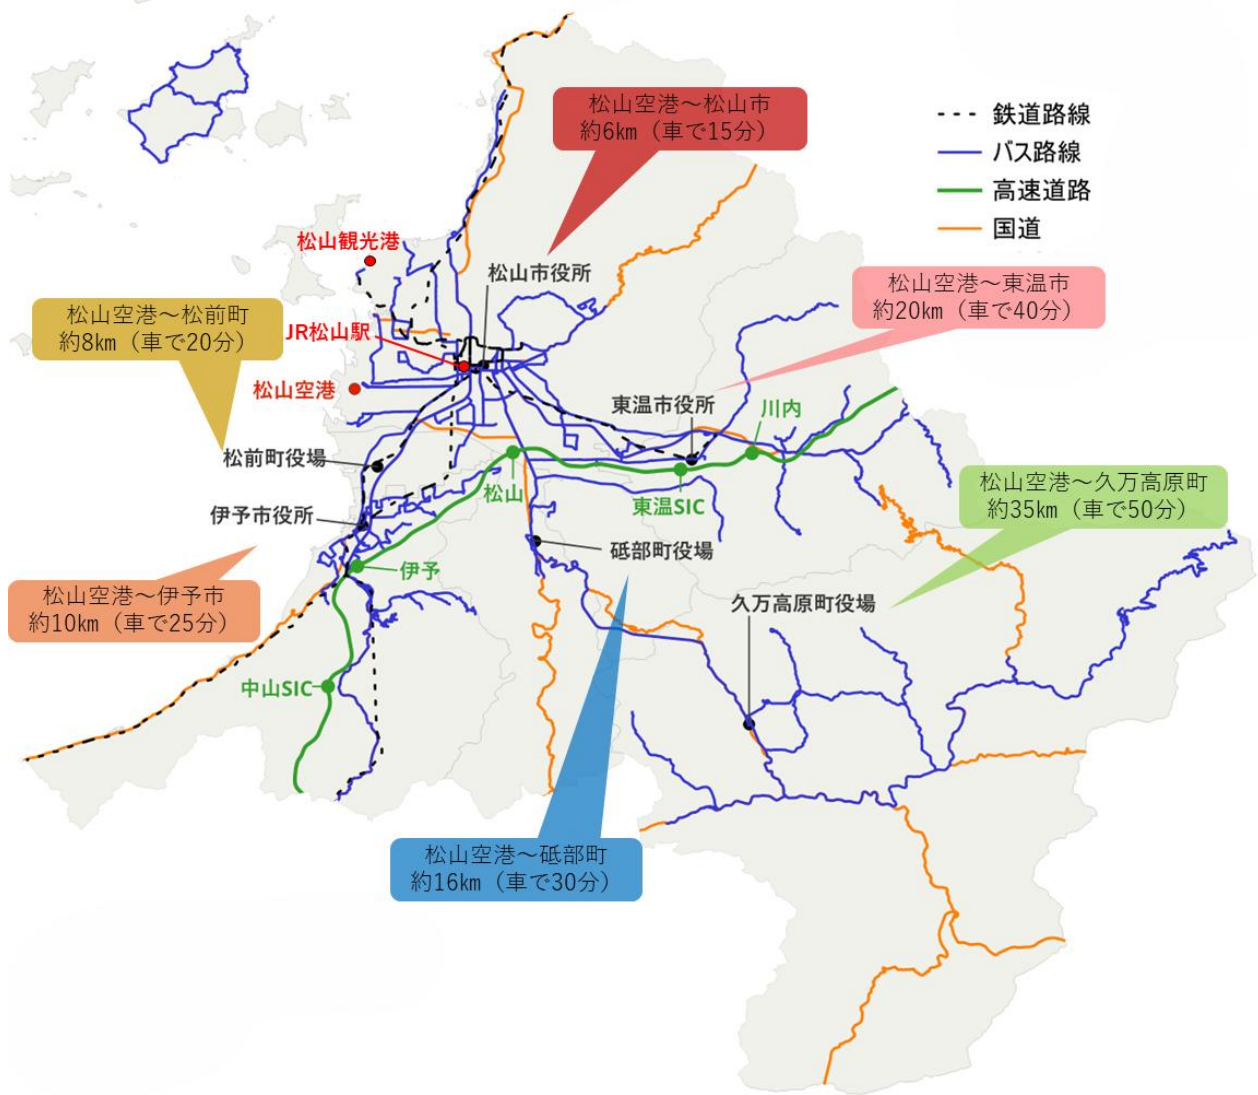 松山空港～松山市
約6㎞（車で15分）
鉄道路線
バス路線
高速道路
国道
松山観光港
松山市役所
松山空港～東温市
約20㎞（車で40分）
松山空港～松前町
約8㎞（車で20分）
JR松山駅
松山空港
東温市役所
川内
松前町役場
松山
東温SIC
松山空港～久万高原町
約35㎞（車で50分）
伊予市役所
砥部町役場
伊予
松山空港～伊予市
約10㎞（車で25分）
久万高原町役場
中山SIC
松山空港～砥部町
約16㎞（車で30分）